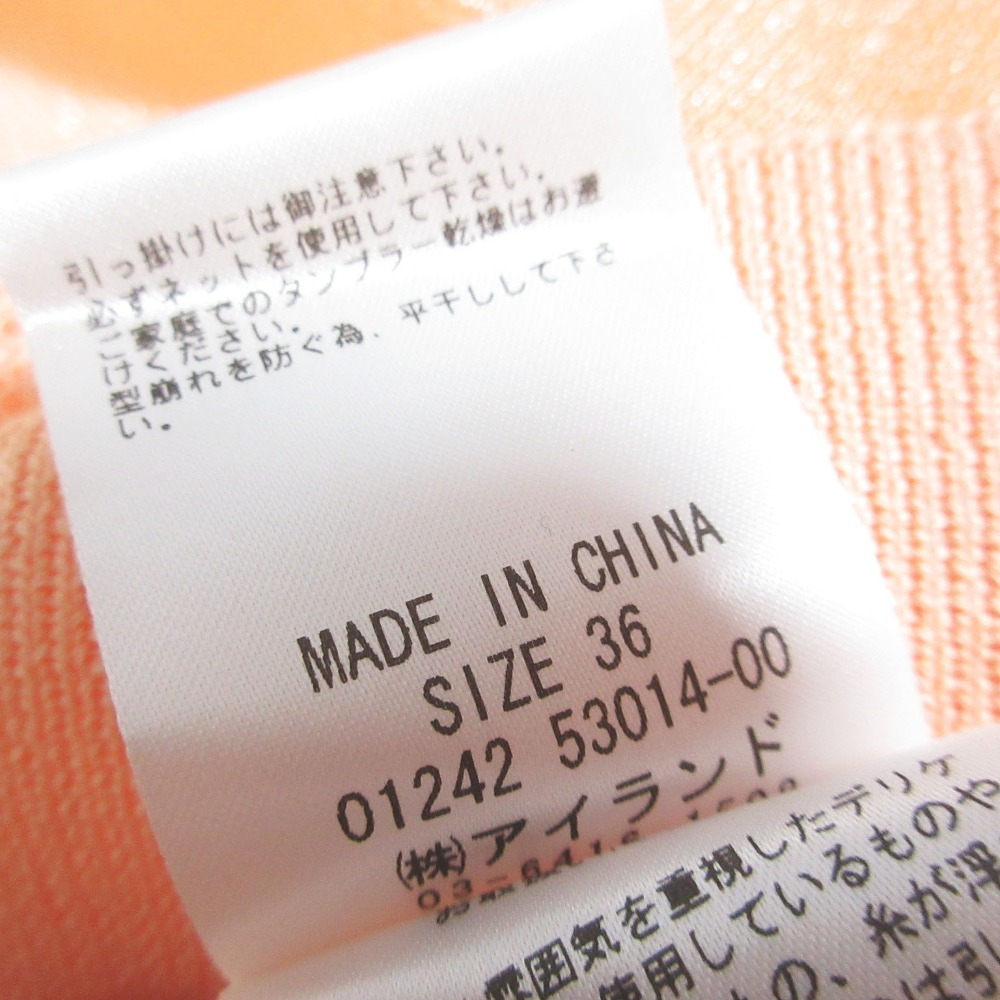 引っ掛けには御注意下さい。
必ずネットを使用して下さい。
ご家庭でのタンブラー乾燥はお避
けください。
型崩れを防ぐ為、平干しして下さ
い。
MADE IN CHINA
SIZE 36
01242 53014-00
(株)アイランド
03-6416
雰囲気を重視したデリケ
使用しているものや
の、糸が浮
は引